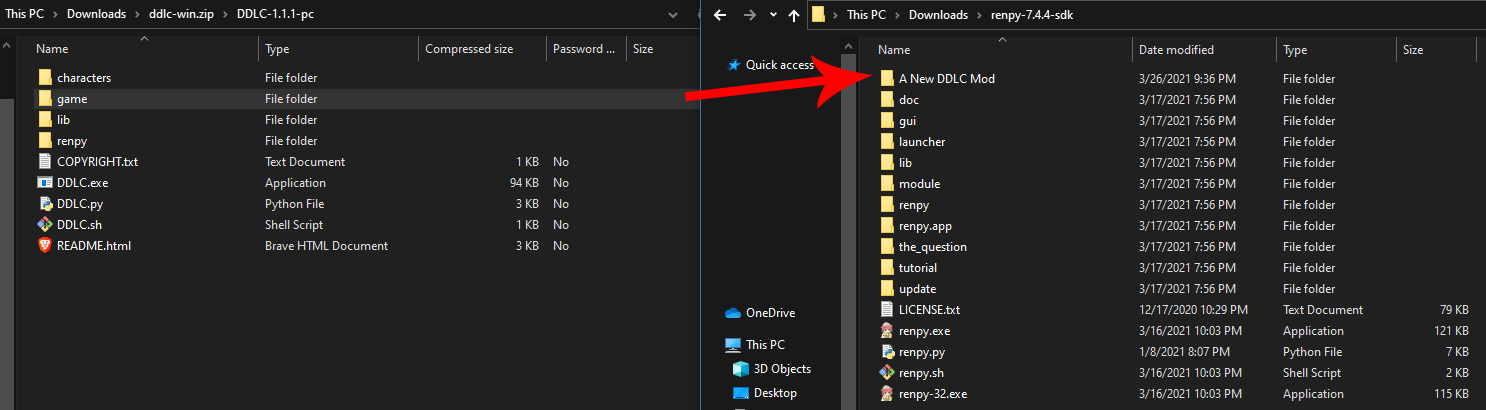 This PC > Downloads > ddlc-win.zip > DDLC-1.1.1-pc
Name Type Compressed size Password ... Size
characters File folder
game File folder
lib File folder
renpy File folder
COPYRIGHT.txt Text Document 1 KB No
DDLC.exe Application 94 KB No
DDLC.py Python File 3 KB No
DDLC.sh Shell Script 1 KB No
README.html Brave HTML Document 3 KB No
This PC > Downloads > renpy-7.4.4-sdk
Quick access
OneDrive
This PC
3D Objects
Desktop
Name Date modified Type Size
A New DDLC Mod 3/26/2021 9:36 PM File folder
doc 3/17/2021 7:56 PM File folder
gui 3/17/2021 7:56 PM File folder
launcher 3/17/2021 7:56 PM File folder
lib 3/17/2021 7:56 PM File folder
module 3/17/2021 7:56 PM File folder
renpy 3/17/2021 7:56 PM File folder
renpy.app 3/17/2021 7:56 PM File folder
the_question 3/17/2021 7:56 PM File folder
tutorial 3/17/2021 7:56 PM File folder
update 3/17/2021 7:56 PM File folder
LICENSE.txt 12/17/2020 10:29 PM Text Document 79 KB
renpy.exe 3/16/2021 10:03 PM Application 121 KB
renpy.py 1/8/2021 8:07 PM Python File 7 KB
renpy.sh 3/16/2021 10:03 PM Shell Script 2 KB
renpy-32.exe 3/16/2021 10:03 PM Application 115 KB